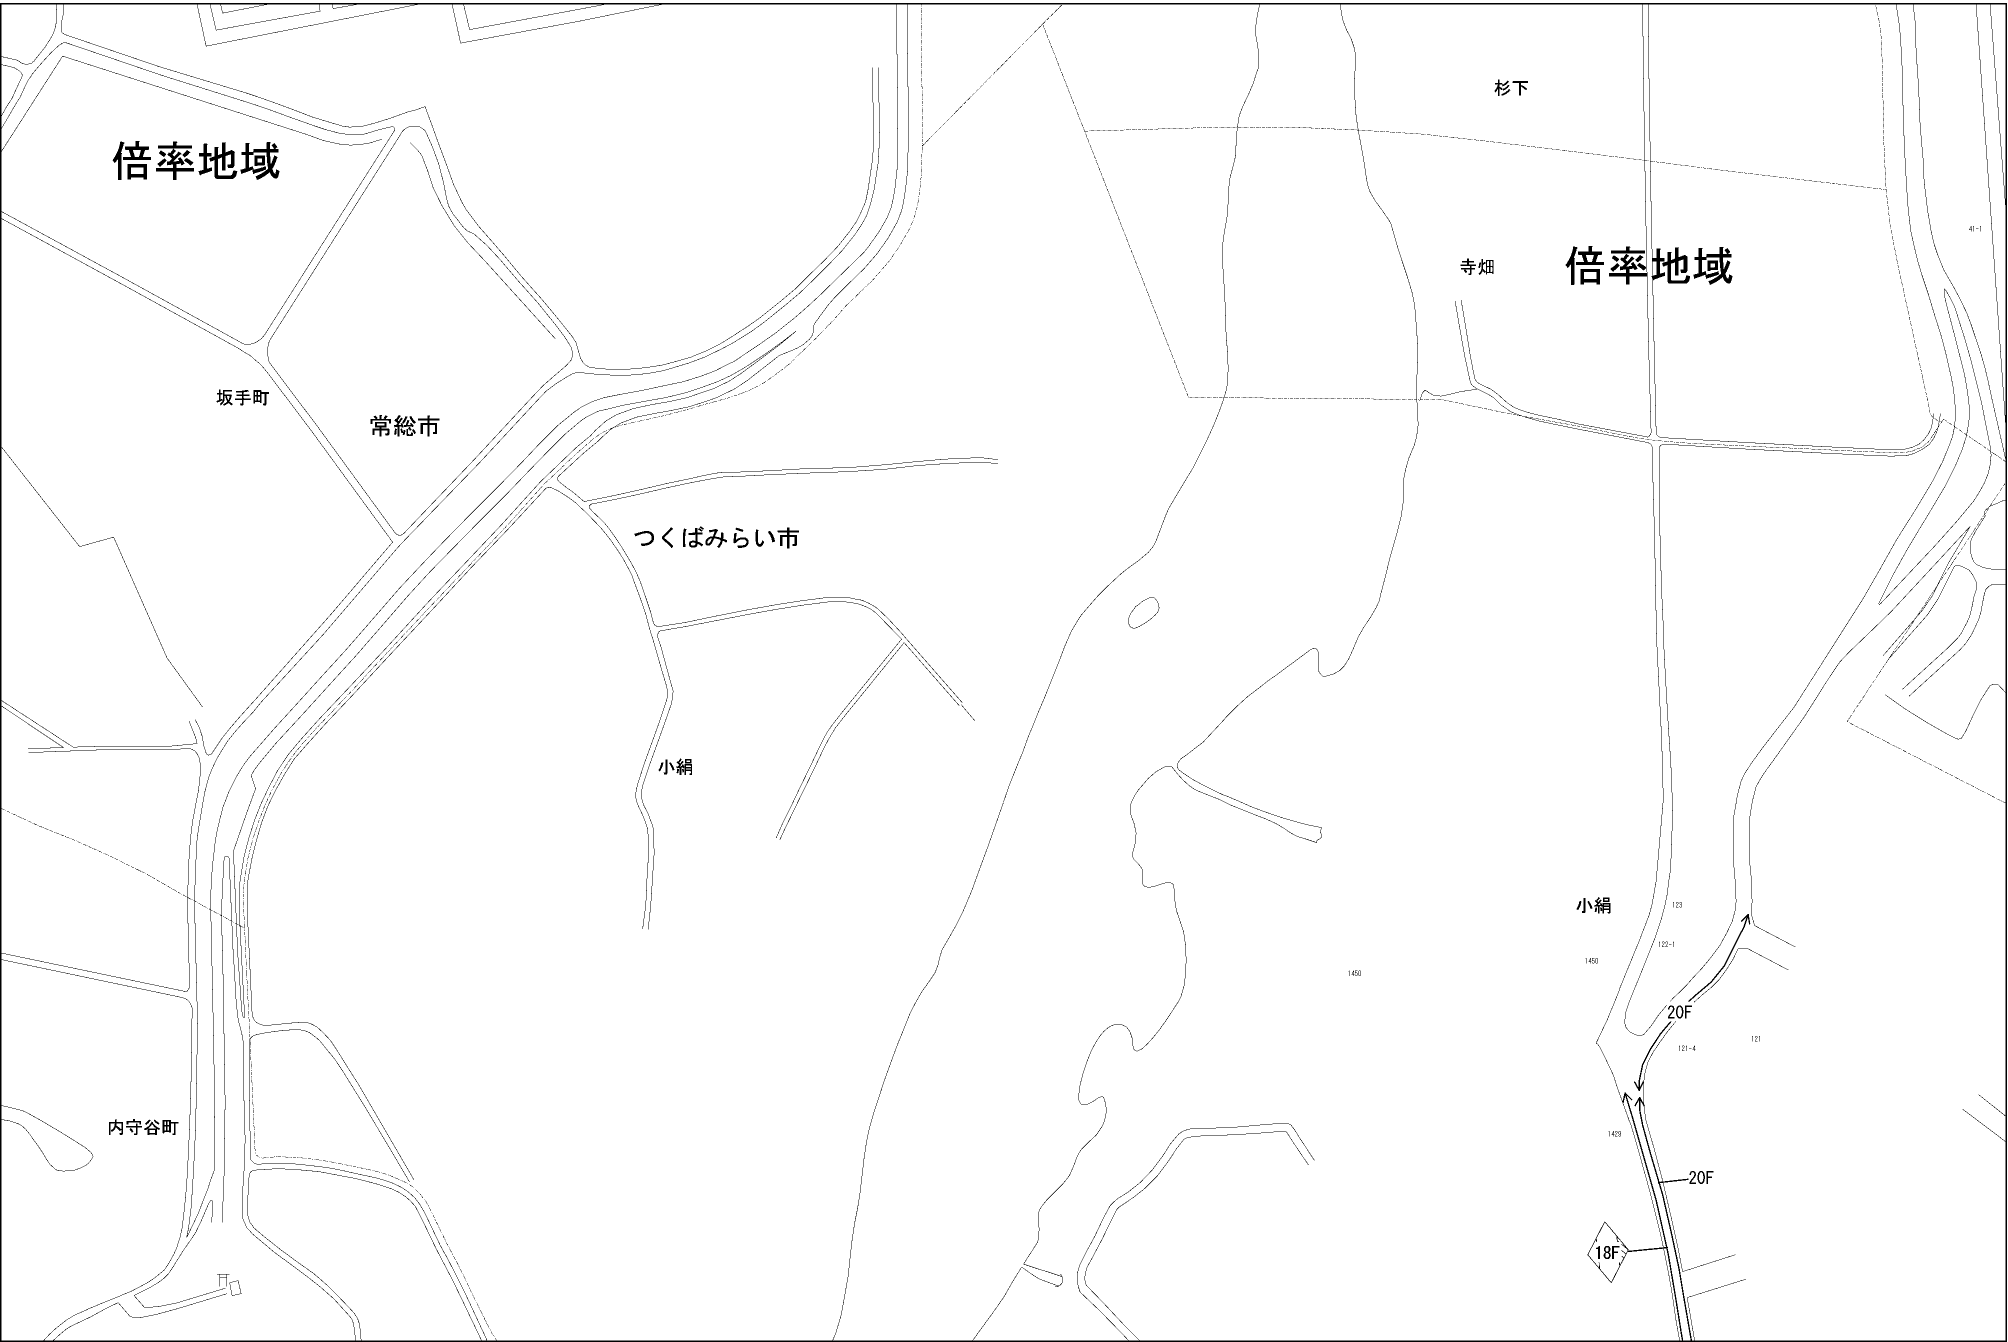 杉下
倍率地域
41-1
倍率地域
寺畑
坂手町
常総市
つくばみらい市
小絹
小絹
123
122-1
1450
1450
20F
121
121-4
内守谷町
1429
20F
18F